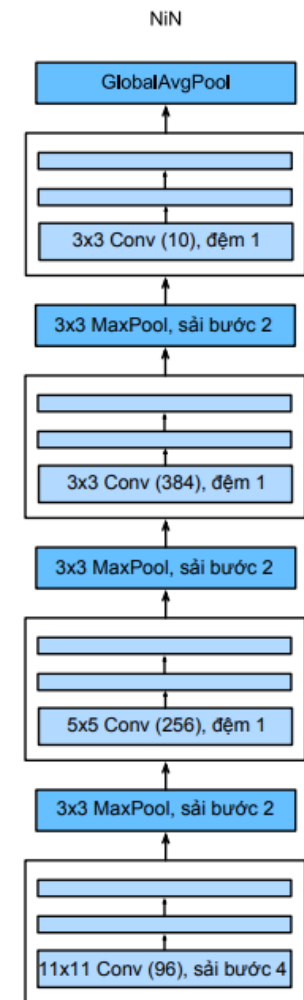 NiN
GlobalAvgPool
3x3 Conv (10), đệm 1
3x3 MaxPool, sải bước 2
3x3 Conv (384), đệm 1
3x3 MaxPool, sải bước 2
5x5 Conv (256), đệm 1
3x3 MaxPool, sải bước 2
11x11 Conv (96), sải bước 4